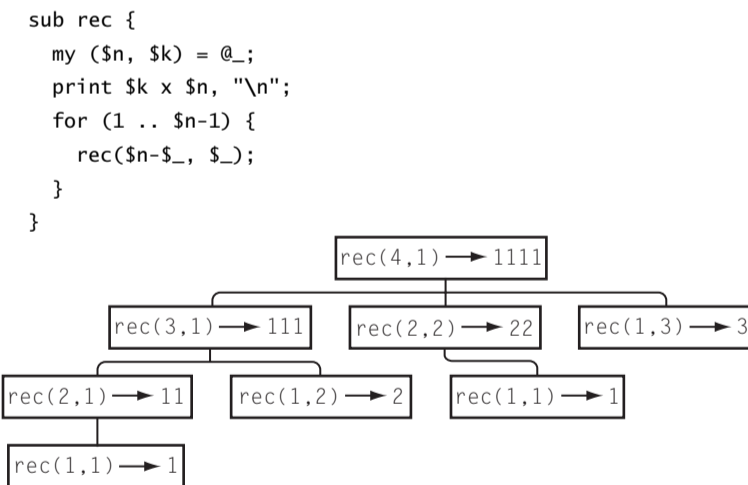 sub rec {
my ($n, $k) = @_;
print $k x $n, "\n";
for (1 .. $n-1) {
rec($n-$_, $_);
}
}
rec(4,1) → 1111
rec(3,1) → 111
rec(2,2) → 22
rec(1,3) → 3
rec(2,1) → 11
rec(1,2) → 2
rec(1,1) → 1
rec(1,1) → 1